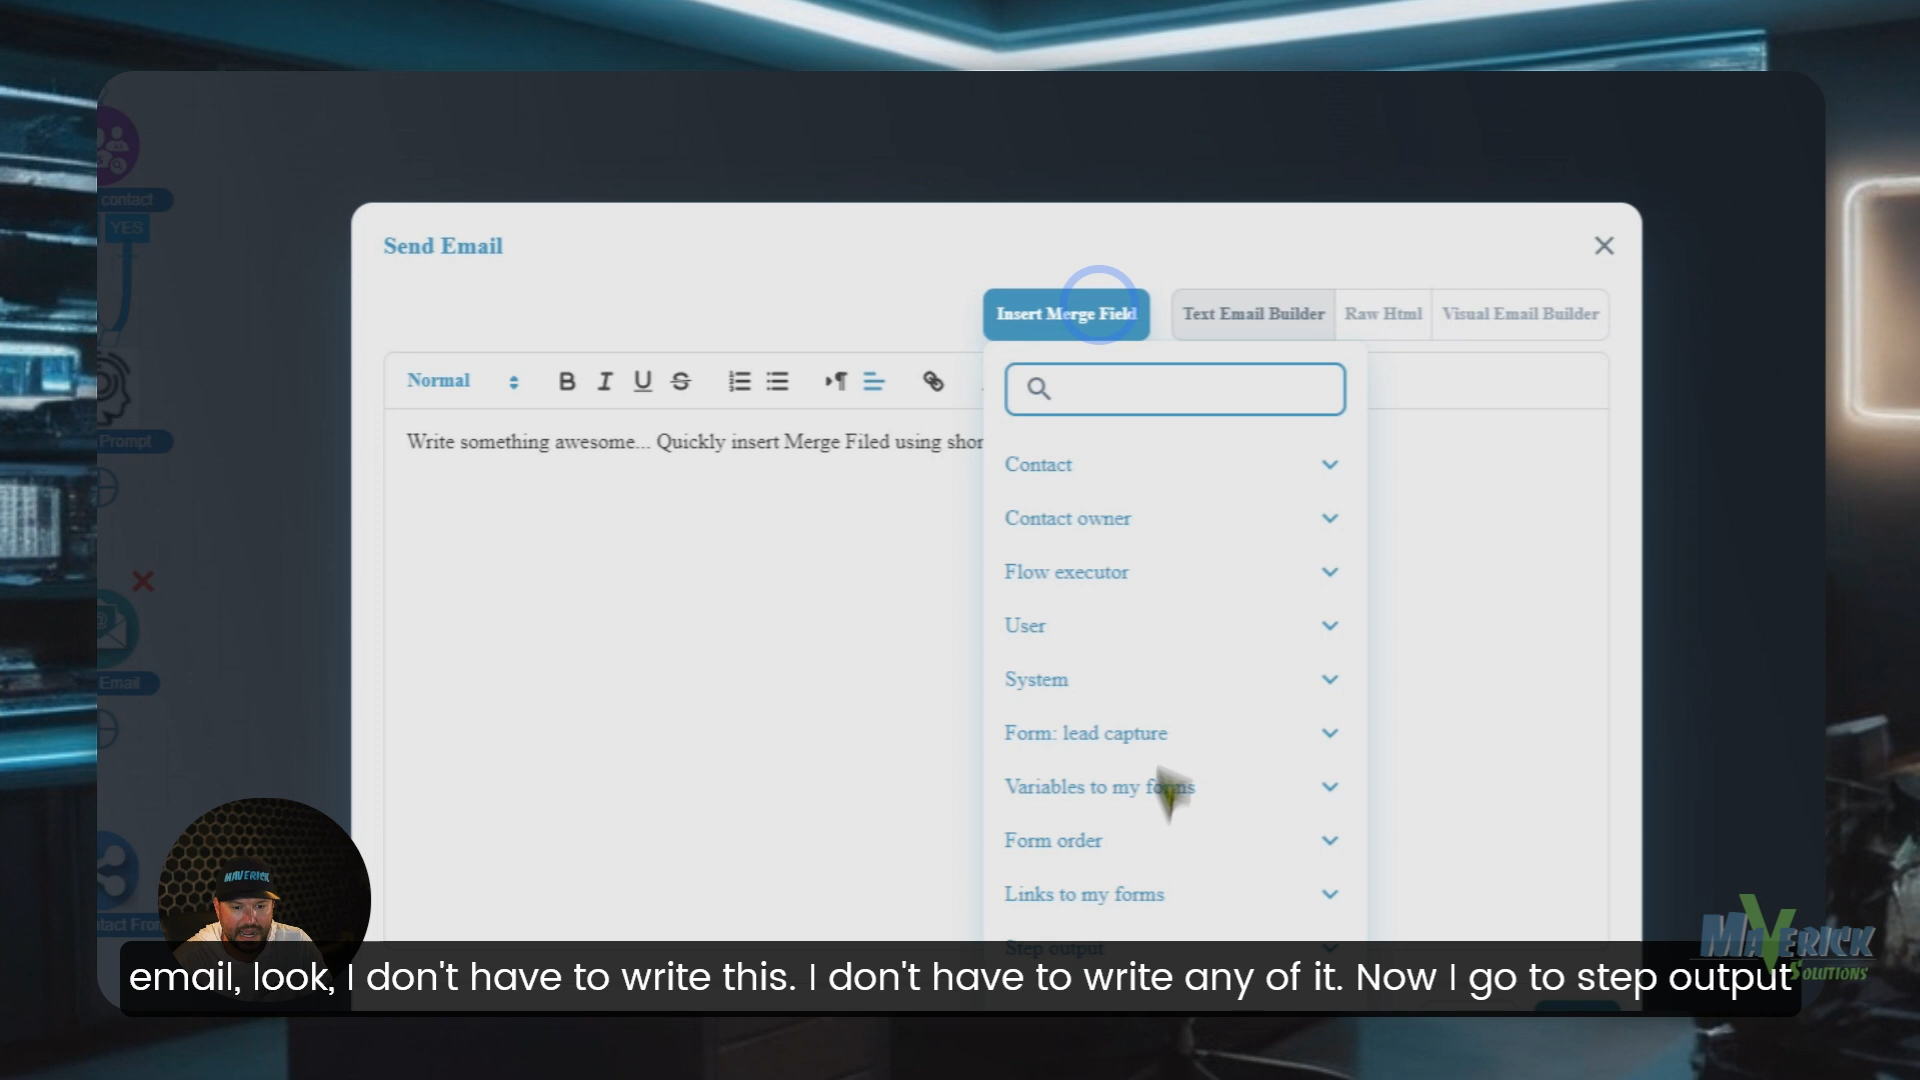 contact
YES
Prompt
Email
Send Email
Insert Merge Field
Text Email Builder
Raw Html
Visual Email Builder
Normal
Write something awesome... Quickly insert Merge Filed using shor
Contact
Contact owner
Flow executor
User
System
Form: lead capture
Variables to my forms
Form order
Links to my forms
Step output
tact From
MAVERICK
MAVERICK
SOLUTIONS
email, look, I don't have to write this. I don't have to write any of it. Now I go to step output